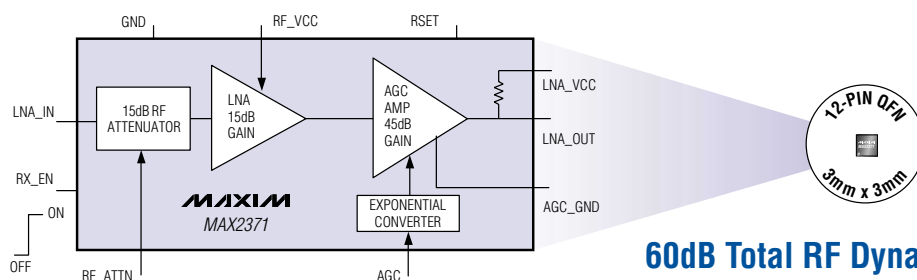 GND
RF_VCC
RSET
LNA_IN
15dB RF
ATTENUATOR
LNA
15dB
GAIN
AGC
AMP
45dB
GAIN
LNA_VCC
LNA_OUT
RX_EN
ON
OFF
MAXIM
MAX2371
EXPONENTIAL
CONVERTER
AGC_GND
RF_ATTN
AGC
12-PIN QFN
MAX2371
3mm x 3mm
60dB Total RF Dyna